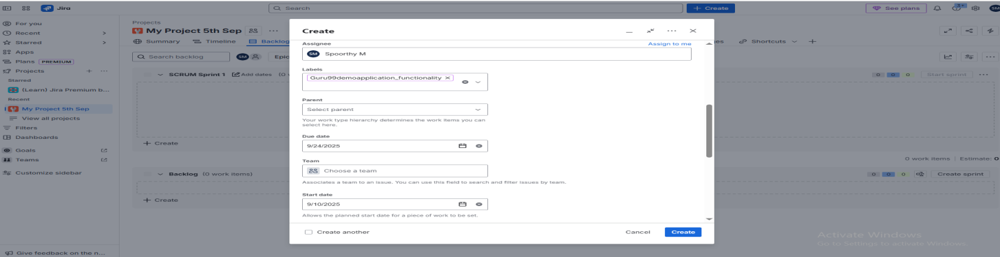 Jira
Search
+ Create
See plans
3+
SM
For you
Recent
Starred
Apps
Plans PREMIUM
Projects
Starred
(Learn) Jira Premium b...
Recent
My Project 5th Sep
View all projects
Filters
Dashboards
Goals
Teams
Customize sidebar
Give feedback on the n...
Projects
My Project 5th Sep
Summary Timeline Backlog
Shortcuts
Search backlog
SM
Epic
SCRUM Sprint 1 Add dates (0
0 0 0 Start sprint
+ Create
0 work items | Estimate: 0
Backlog (0 work items)
0 0 0 Create sprint
+ Create
Create
Assignee
Assign to me
SM Spoorthy M
Labels
Guru99demoapplication_functionality
Parent
Select parent
Your work type hierarchy determines the work items you can
select here.
Due date
9/24/2025
Team
Choose a team
Associates a team to an issue. You can use this field to search and filter issues by team.
Start date
9/10/2025
Allows the planned start date for a piece of work to be set.
Create another
Cancel
Create
Activate Windows
Go to Settings to activate Windows.